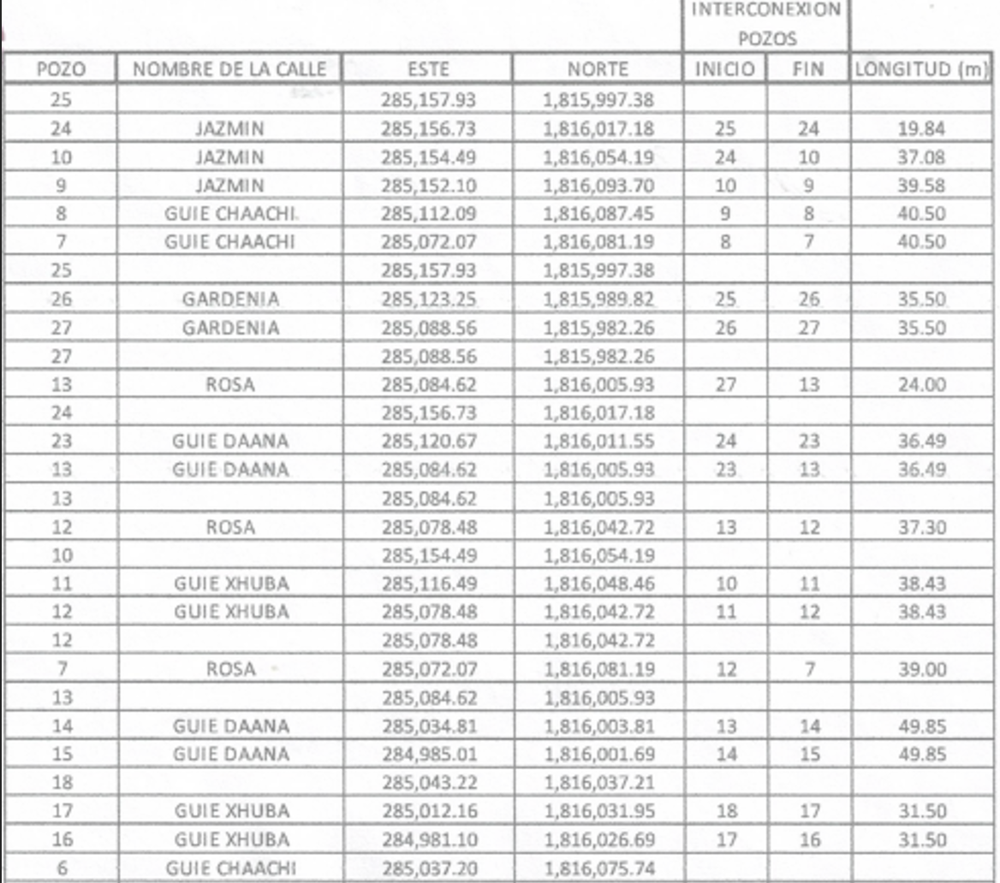 INTERCONEXION
POZOS
POZO NOMBRE DE LA CALLE ESTE NORTE INICIO FIN LONGITUD (m)
25 285,157.93 1,815,997.38
24 JAZMIN 285,156.73 1,816,017.18 25 24 19.84
10 JAZMIN 285,154.49 1,816,054.19 24 10 37.08
9 JAZMIN 285,152.10 1,816,093.70 10 9 39.58
8 GUIE CHAACHI 285,112.09 1,816,087.45 9 8 40.50
7 GUIE CHAACHI 285,072.07 1,816,081.19 8 7 40.50
25 285,157.93 1,815,997.38
26 GARDENIA 285,123.25 1,815,989.82 25 26 35.50
27 GARDENIA 285,088.56 1,815,982.26 26 27 35.50
27 285,088.56 1,815,982.26
13 ROSA 285,084.62 1,816,005.93 27 13 24.00
24 285,156.73 1,816,017.18
23 GUIE DAANA 285,120.67 1,816,011.55 24 23 36.49
13 GUIE DAANA 285,084.62 1,816,005.93 23 13 36.49
13 285,084.62 1,816,005.93
12 ROSA 285,078.48 1,816,042.72 13 12 37.30
10 285,154.49 1,816,054.19
11 GUIE XHUBA 285,116.49 1,816,048.46 10 11 38.43
12 GUIE XHUBA 285,078.48 1,816,042.72 11 12 38.43
12 285,078.48 1,816,042.72
7 ROSA 285,072.07 1,816,081.19 12 7 39.00
13 285,084.62 1,816,005.93
14 GUIE DAANA 285,034.81 1,816,003.81 13 14 49.85
15 GUIE DAANA 284,985.01 1,816,001.69 14 15 49.85
18 285,043.22 1,816,037.21
17 GUIE XHUBA 285,012.16 1,816,031.95 18 17 31.50
16 GUIE XHUBA 284,981.10 1,816,026.69 17 16 31.50
6 GUIE CHAACHI 285,037.20 1,816,075.74